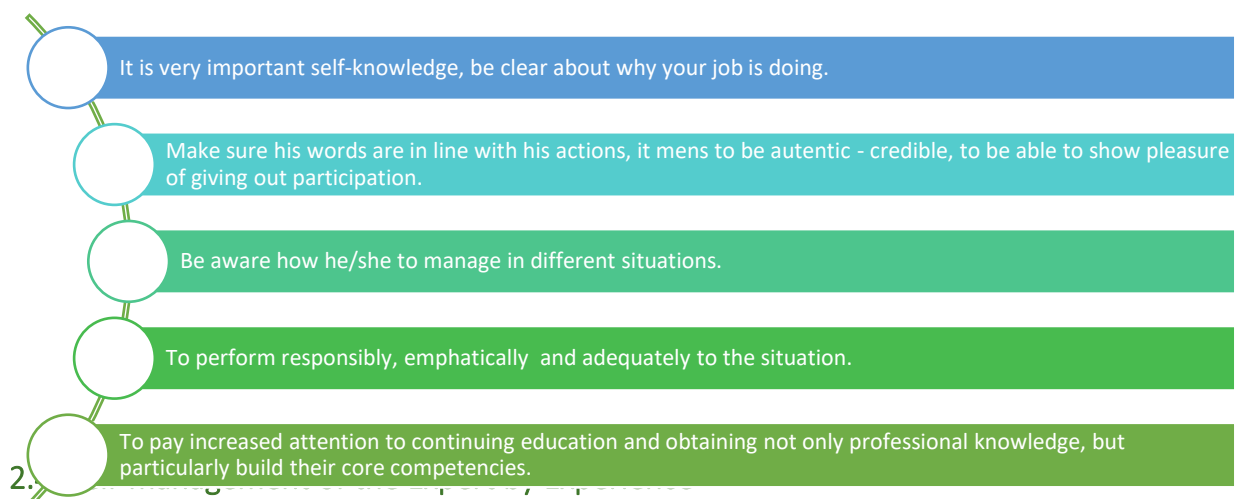 It is very important self-knowledge, be clear about why your job is doing.
Make sure his words are in line with his actions, it mens to be autentic - credible, to be able to show pleasure
of giving out participation.
Be aware how he/she to manage in different situations.
To perform responsibly, emphatically  and adequately to the situation.
To pay increased attention to continuing education and obtaining not only professional knowledge, but
particularly build their core competencies.
2.